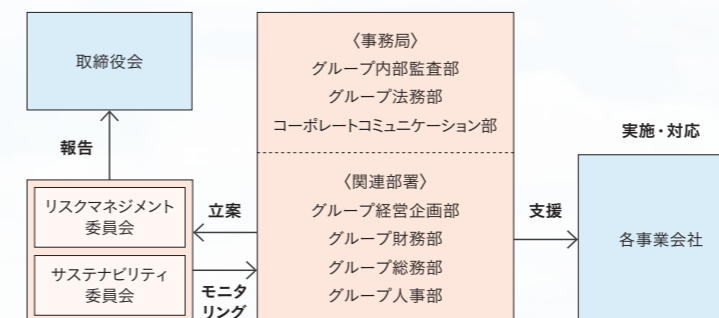 取締役会
報告
リスクマネジメント
委員会
サステナビリティ
委員会
立案
モニタ
リング
〈事務局〉
グループ内部監査部
グループ法務部
コーポレートコミュニケーション部
〈関連部署〉
グループ経営企画部
グループ財務部
グループ総務部
グループ人事部
支援
実施・対応
各事業会社